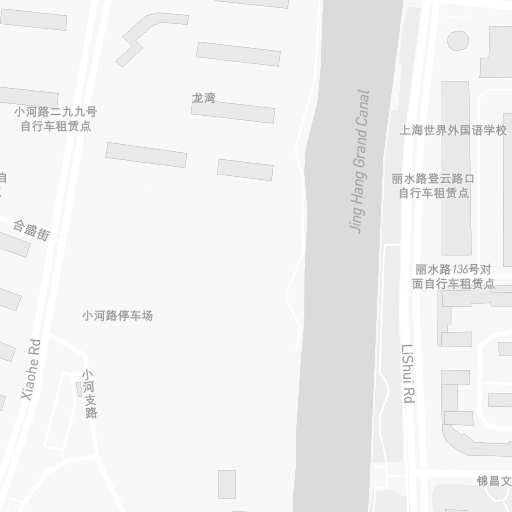 小河路二九九号
自行车租赁点
龙湾
Jing Hang Grand Canal
上海世界外国语学校
丽水路登云路口
自行车租赁点
自
合盛街
丽水路136号对
面自行车租赁点
小河路停车场
Xiaohe Rd
小河支路
LiShui Rd
锦昌文